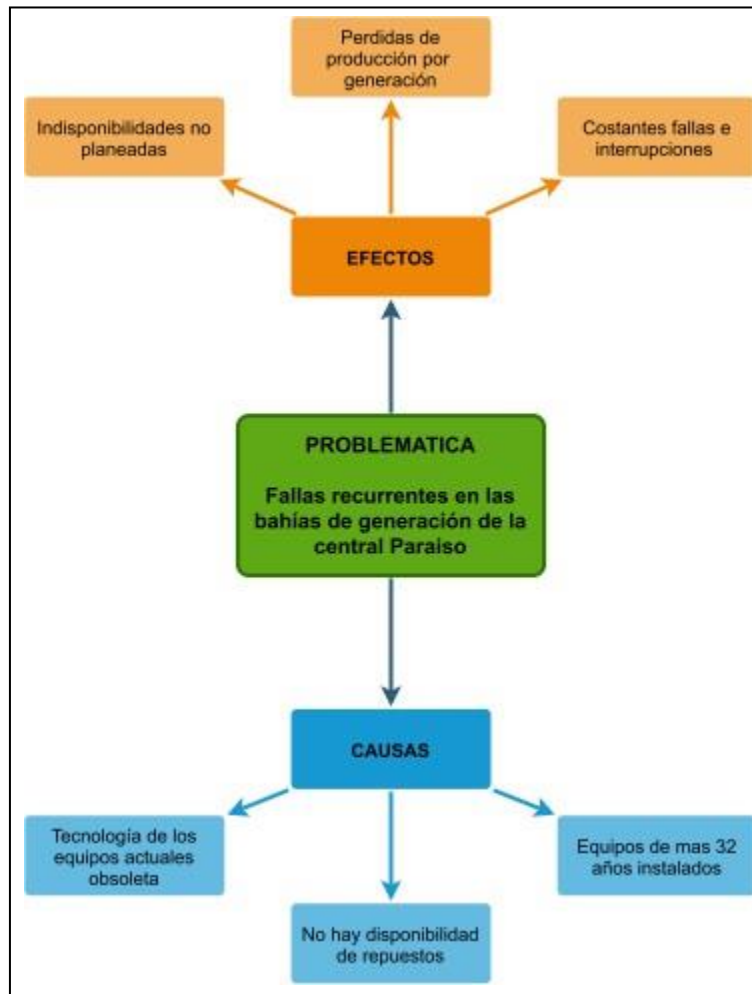 Perdidas de
producción por
generación
Indisponibilidades no
planeadas
Costantes fallas e
interrupciones
EFECTOS
PROBLEMATICA
Fallas recurrentes en las
bahías de generación de la
central Paraiso
CAUSAS
Tecnología de los
equipos actuales
obsoleta
Equipos de mas 32
años instalados
No hay disponibilidad
de repuestos